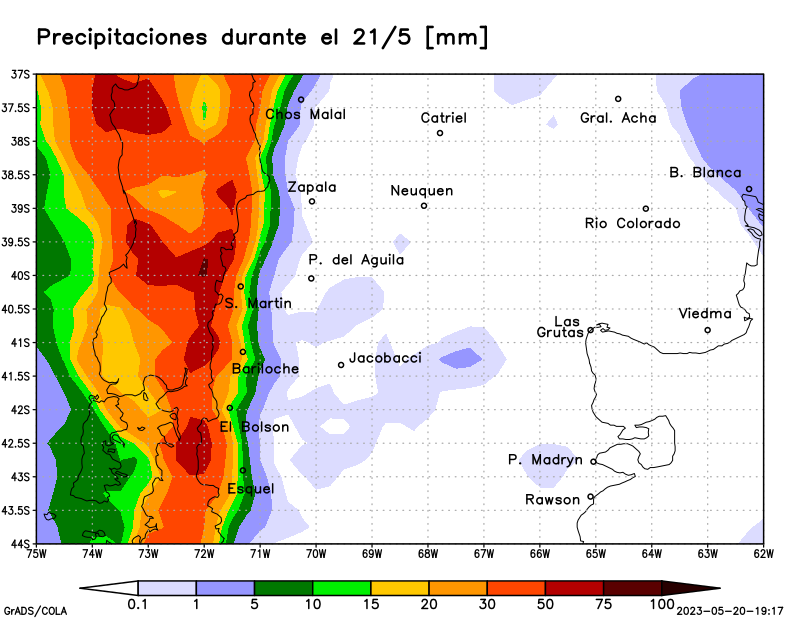 Precipitaciones durante el 21/5 [mm]
37S
37.5S
38S
38.5S
39S
39.5S
40S
40.5S
41S
41.5S
42S
42.5S
43S
43.5S
44S
Chos Malal
Catriel
Gral. Acha
B. Blanca
Zapala
Neuquen
Rio Colorado
P. del Aguila
S. Martin
Viedma
Las
Grutas
Jacobacci
Bariloche
El Bolson
P. Madryn
Esquel
Rawson
75W 74W 73W 72W 71W 70W 69W 68W 67W 66W 65W 64W 63W 62W
0.1 1 5 10 15 20 30 50 75 100
GrADS/COLA
2023-05-20-19:17